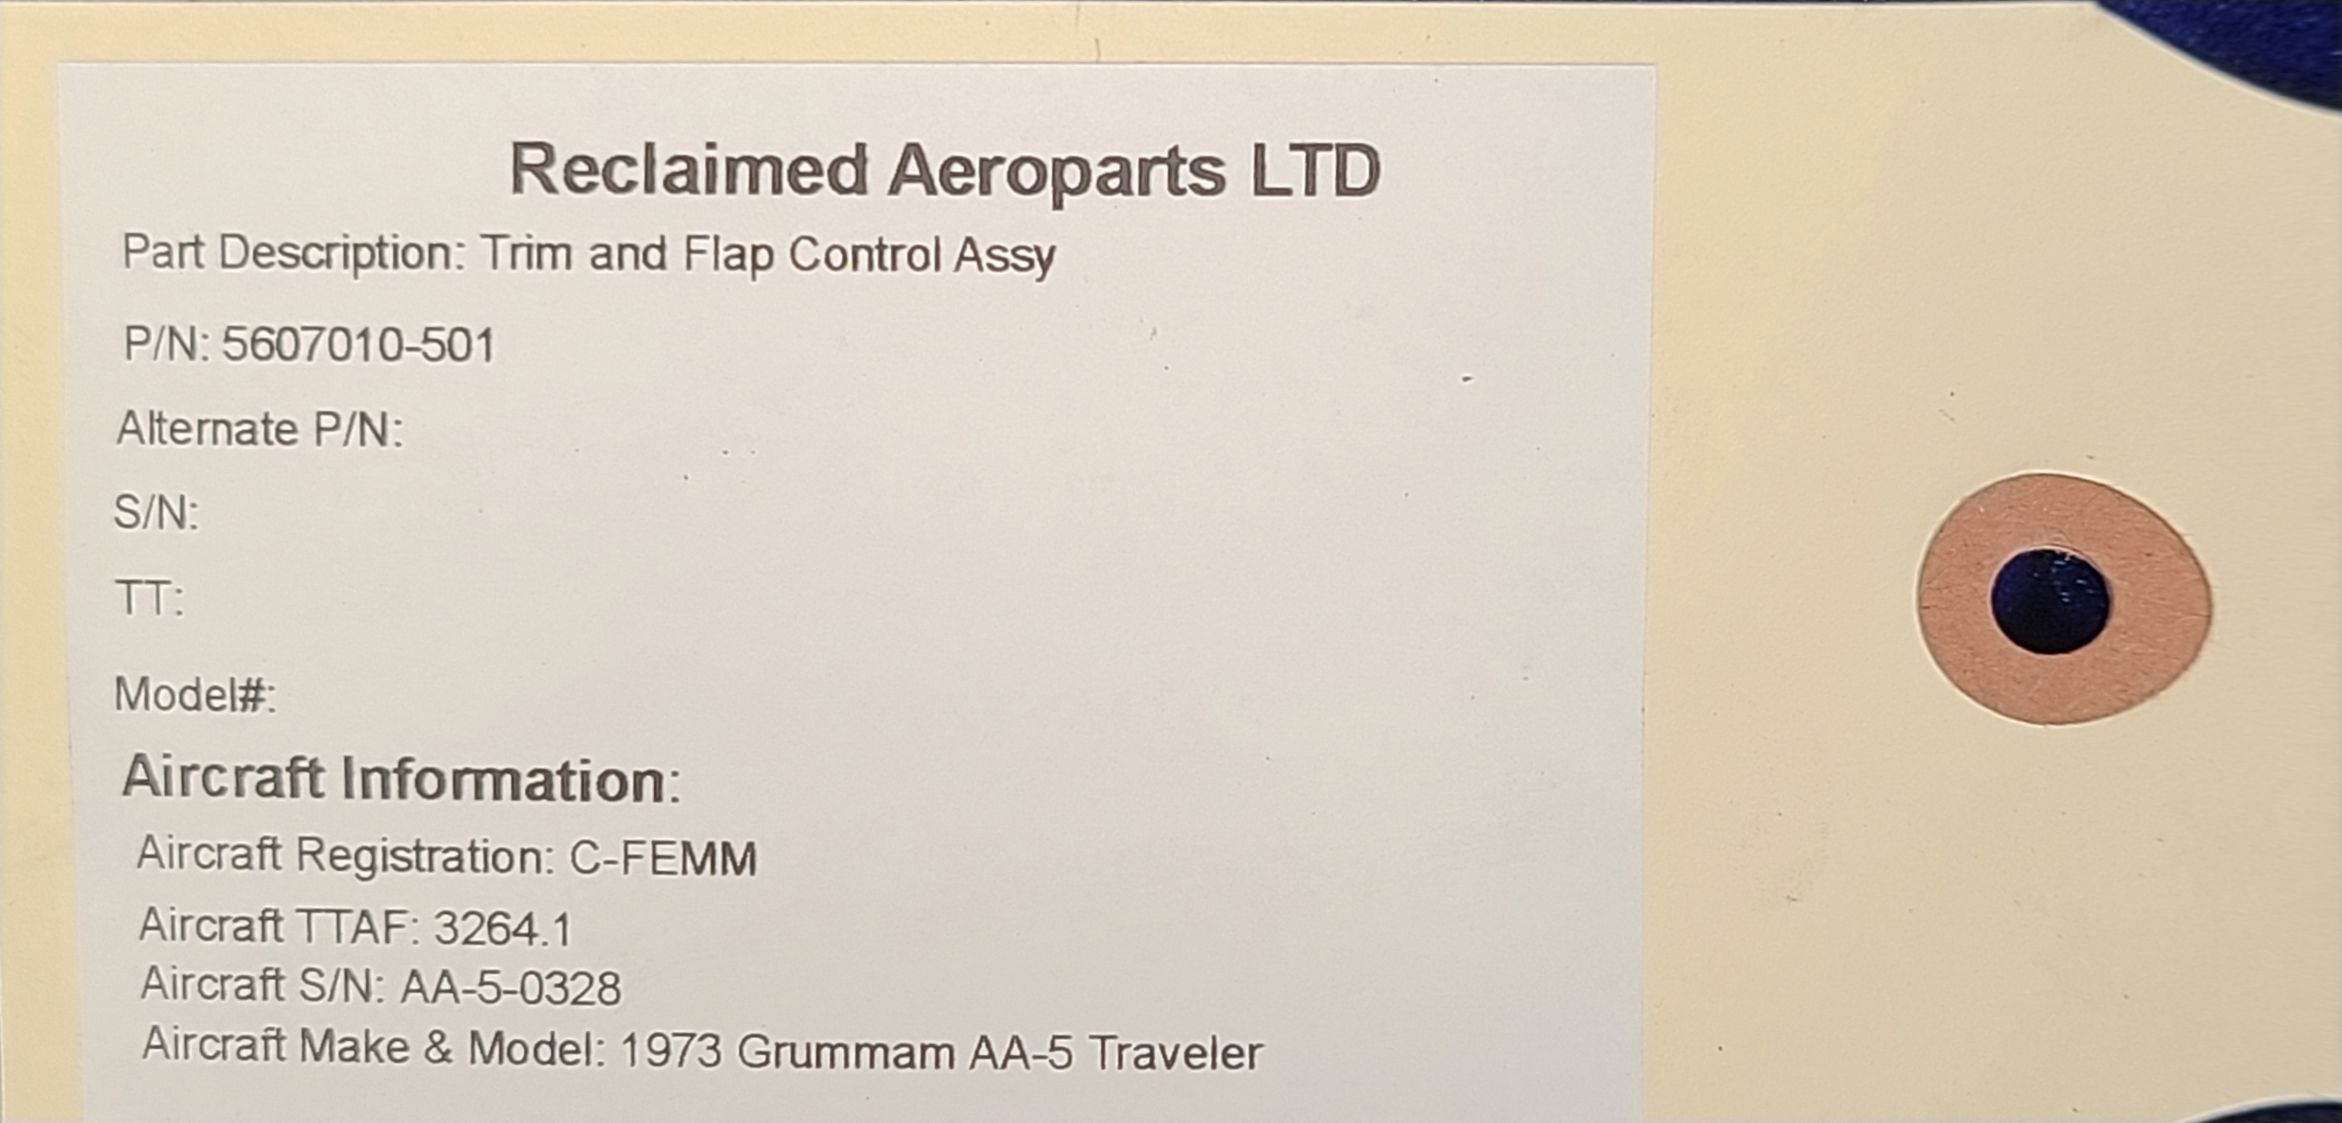 Reclaimed Aeroparts LTD
Part Description: Trim and Flap Control Assy
P/N: 5607010-501
Alternate P/N:
S/N:
TT:
Model#:
Aircraft Information:
Aircraft Registration: C-FEMM
Aircraft TTAF: 3264.1
Aircraft S/N: AA-5-0328
Aircraft Make & Model: 1973 Grummam AA-5 Traveler